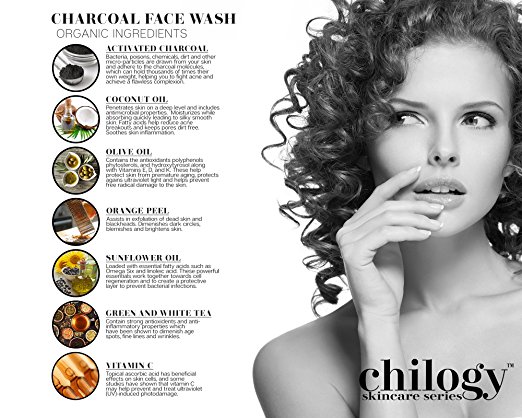 CHARCOAL FACE WASH
ORGANIC INGREDIENTS
ACTIVATED CHARCOAL
Bacteria, poisons, chemicals, dirt and other
micro-particles are drawn from your skin
and adhere to the charcoal molecules,
which can hold thousands of times their
own weight, helping you to fight acne and
achieve a flawless complexion.
COCONUT OIL
Penetrates skin on a deep level and includes
antimicrobial properties. Moisturizes while
absorbing quickly leading to silky smooth
skin. Fatty acids help reduce acne
breakouts and keeps pores dirt free.
Soothes skin inflammation.
OLIVE OIL
Contains the antioxidants polyphenols
phytosterols, and hydroxytyrosol along
with Vitamins E, D, and K. These help
protect skin from premature aging, protects
agains ultraviolet light and helps prevent
free radical damage to the skin.
ORANGE PEEL
Assists in exfoliation of dead skin and
blackheads. Diminishes dark circles,
blemishes and brightens skin.
SUNFLOWER OIL
Loaded with essential fatty acids such as
Omega Six and linoleic acid. These powerful
essentials work together towards cell
regeneration and to create a protective
layer to prevent bacterial infections.
GREEN AND WHITE TEA
Contain strong antioxidants and anti-
inflammatory properties which
have been shown to diminish age
spots, fine lines and wrinkles.
VITAMIN C
Topical ascorbic acid has beneficial
effects on skin cells, and some
studies have shown that vitamin C
may help prevent and treat ultraviolet
(UV)-induced photodamage.
chilogy™
skincare series